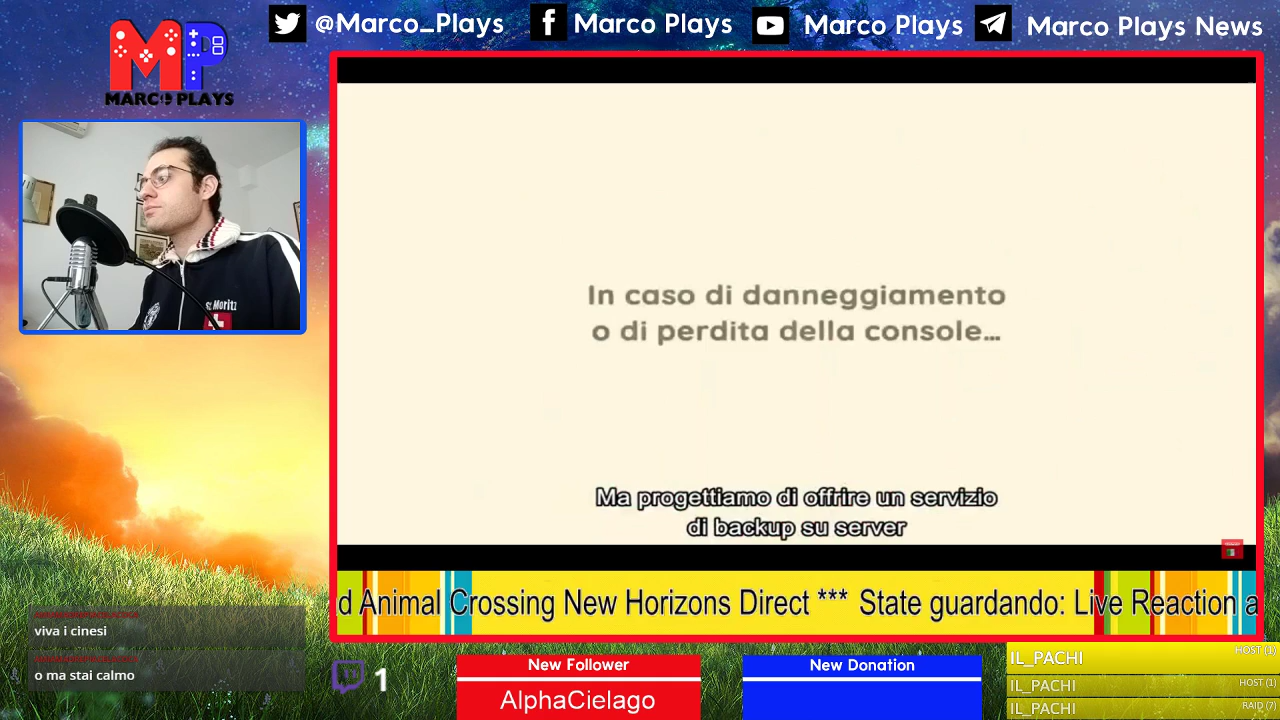 MP
MARCO PLAYS
@Marco_Plays
Marco Plays
Marco Plays
Marco Plays News
St Moritz
In caso di danneggiamento
o di perdita della console…
Ma progettiamo di offrire un servizio
di backup su server
d Animal Crossing New Horizons Direct *** State guardando: Live Reaction a
viva i cinesi
o ma stai calmo
1
New Follower
AlphaCielago
New Donation
IL_PACHI
HOST (1)
IL_PACHI
HOST (1)
IL_PACHI
RAID (7)